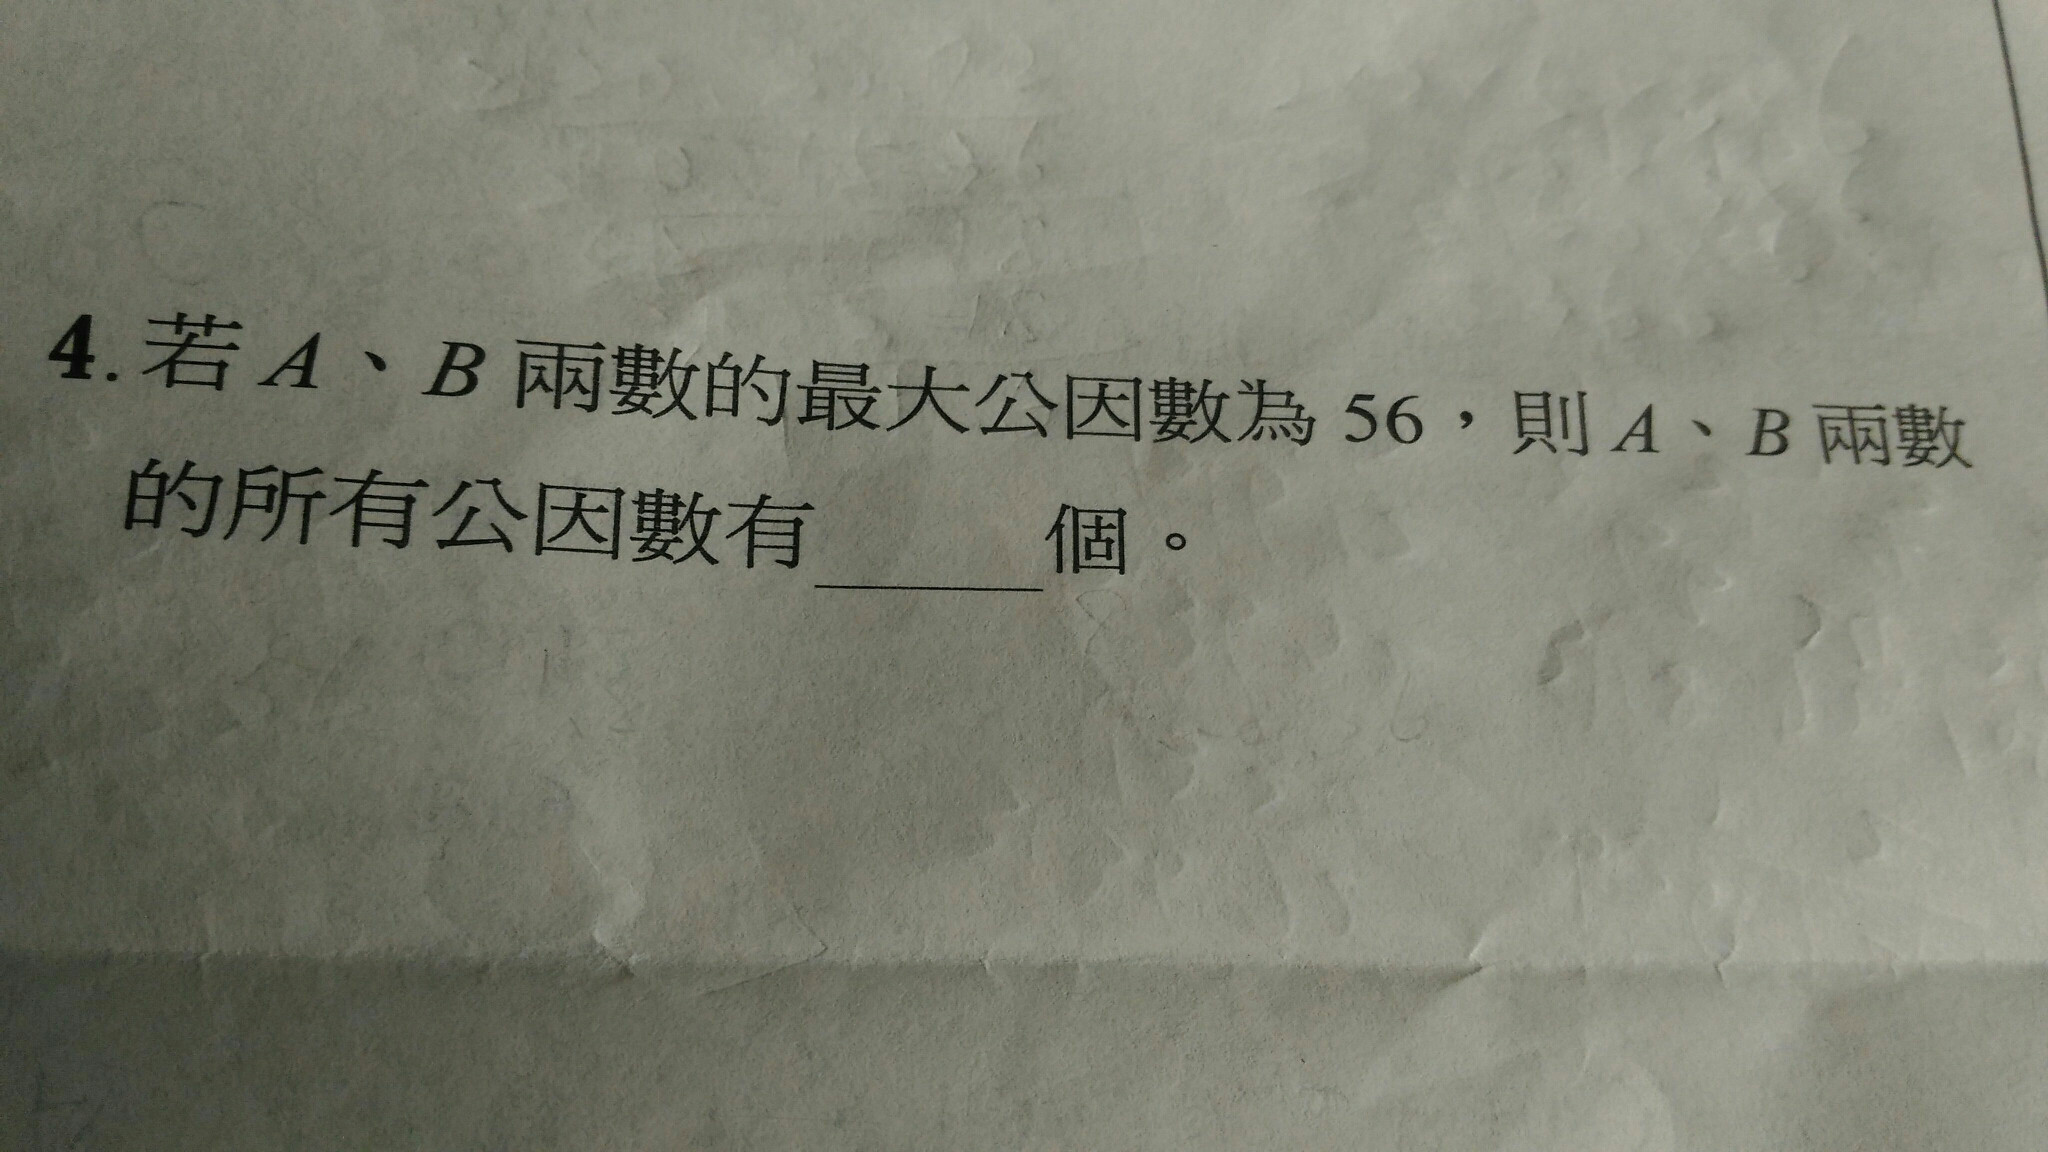 4. 若 A、B 兩數的最大公因數為 56，則 A、B 兩數
的所有公因數有______個。